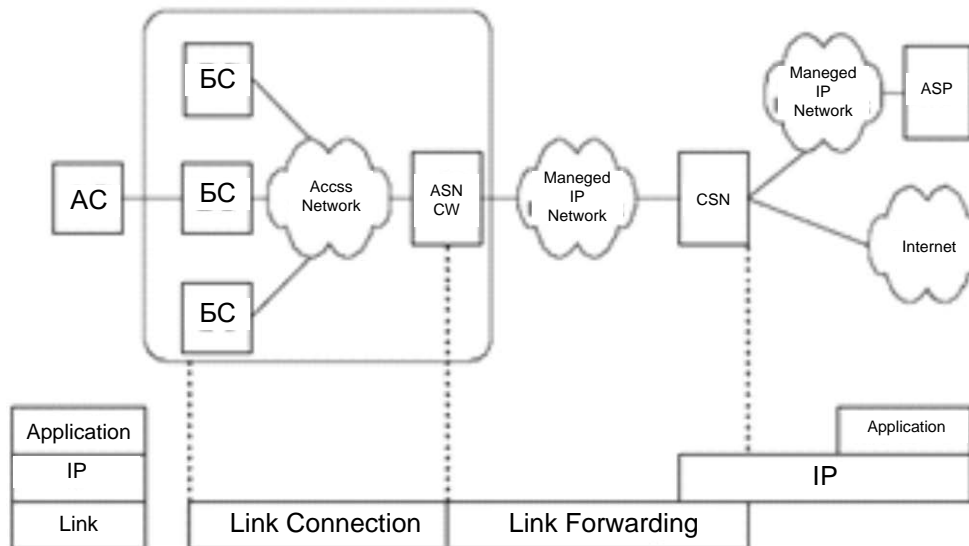 БС
Maneged
IP
Network
ASP
АС
БС
Accss
Network
ASN
CW
Maneged
IP
Network
CSN
Internet
БС
Application
IP
Link
Application
IP
Link Connection
Link Forwarding